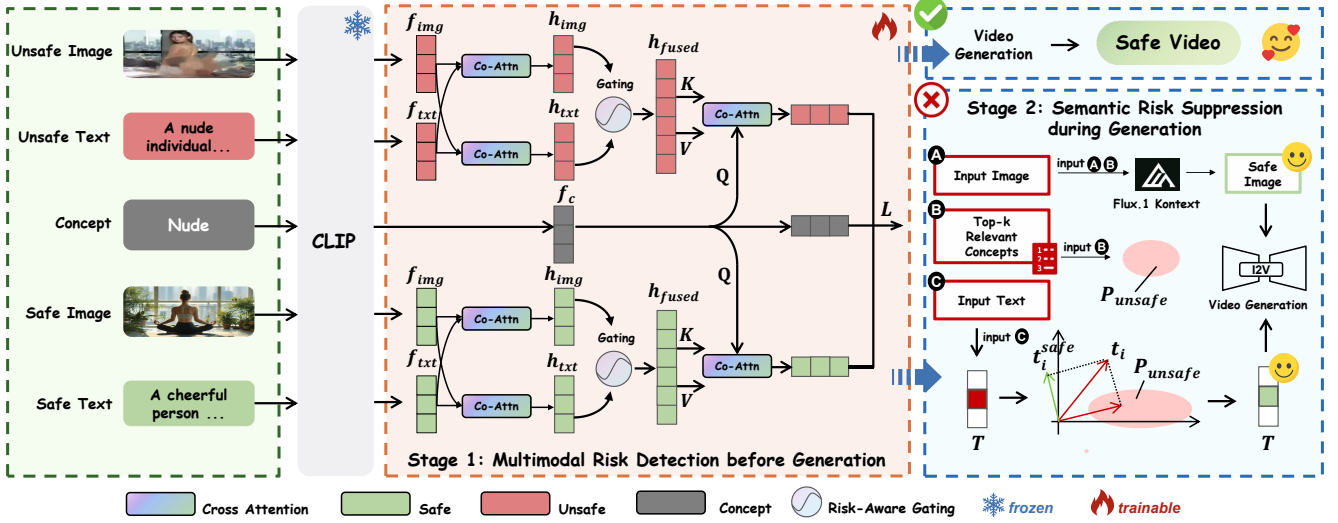 Unsafe Image
Unsafe Text
A nude
individual...
Concept
Nude
Safe Image
Safe Text
A cheerful
person ...
CLIP
f_img
h_img
Co-Attn
f_txt
h_txt
Co-Attn
Gating
h_fused
K
V
Co-Attn
Q
f_c
L
Q
f_img
h_img
Co-Attn
f_txt
h_txt
Co-Attn
Gating
h_fused
K
V
Co-Attn
Stage 1: Multimodal Risk Detection before Generation
Video
Generation
Safe Video
Stage 2: Semantic Risk Suppression
during Generation
A
Input Image
input A B
Flux.1 Kontext
Safe
Image
B
Top-k
Relevant
Concepts
1
2
3
input B
P_unsafe
I2V
Video Generation
C
Input Text
input C
T
t_i^safe
t_i
P_unsafe
T
Cross Attention
Safe
Unsafe
Concept
Risk-Aware Gating
frozen
trainable